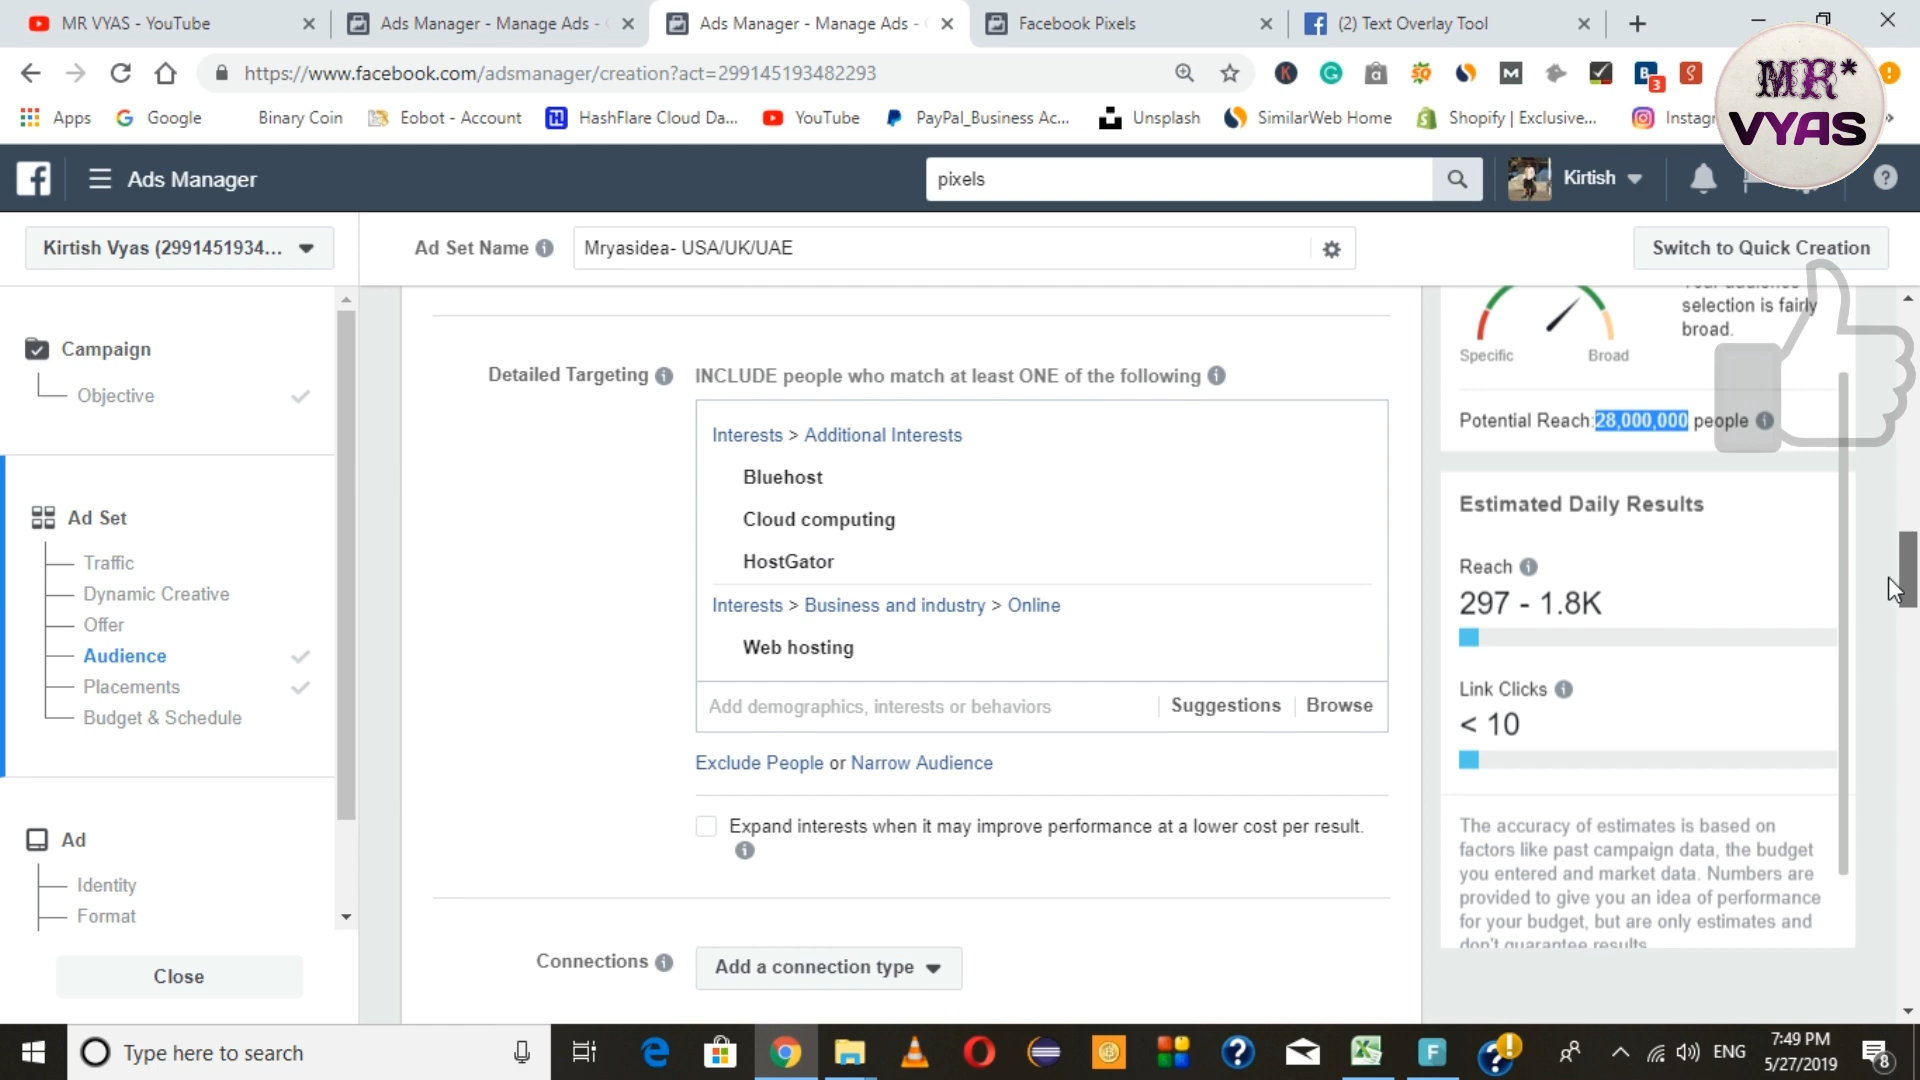 MR VYAS - YouTube
Ads Manager - Manage Ads -
Ads Manager - Manage Ads -
Facebook Pixels
(2) Text Overlay Tool
https://www.facebook.com/adsmanager/creation?act=299145193482293
3
MR*
VYAS
Apps
Google
Binary Coin
Eobot - Account
HashFlare Cloud Da...
YouTube
PayPal_Business Ac...
Unsplash
SimilarWeb Home
Shopify | Exclusive...
Instag
Ads Manager
pixels
Kirtish
Kirtish Vyas (2991451934...
Ad Set Name
Mryasidea- USA/UK/UAE
Switch to Quick Creation
Campaign
Objective
Ad Set
Traffic
Dynamic Creative
Offer
Audience
Placements
Budget & Schedule
Ad
Identity
Format
Close
Detailed Targeting
INCLUDE people who match at least ONE of the following
Interests > Additional Interests
Bluehost
Cloud computing
HostGator
Interests > Business and industry > Online
Web hosting
Add demographics, interests or behaviors
Suggestions
Browse
Exclude People or Narrow Audience
Expand interests when it may improve performance at a lower cost per result.
Connections
Add a connection type
Your audience
selection is fairly
broad.
Specific
Broad
Potential Reach:28,000,000 people
Estimated Daily Results
Reach
297 - 1.8K
Link Clicks
< 10
The accuracy of estimates is based on
factors like past campaign data, the budget
you entered and market data. Numbers are
provided to give you an idea of performance
for your budget, but are only estimates and
don't guarantee results.
Type here to search
ENG
7:49 PM
5/27/2019
8